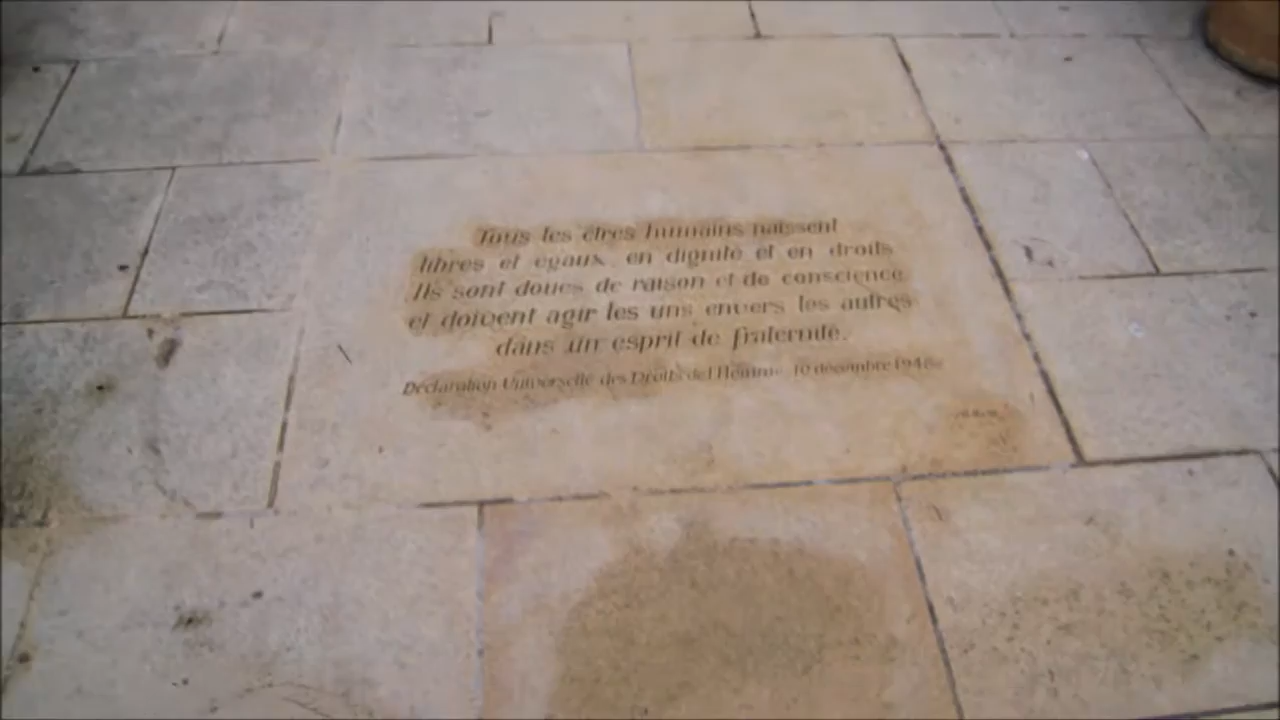 Tous les êtres humains naissent
libres et égaux en dignité et en droits
Ils sont doués de raison et de conscience
et doivent agir les uns envers les autres
dans un esprit de fraternité.
Déclaration Universelle des Droits de l'Homme 10 décembre 1948